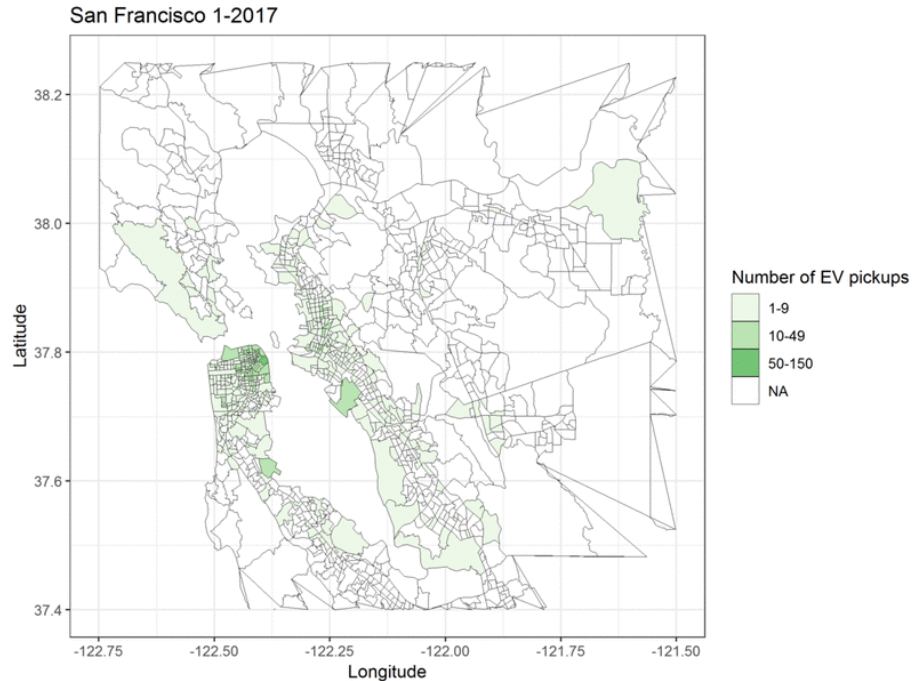 San Francisco 1-2017
38.2
38.0
37.8
37.6
37.4
Latitude
-122.75
-122.50
-122.25
-122.00
-121.75
-121.50
Longitude
Number of EV pickups
1-9
10-49
50-150
NA